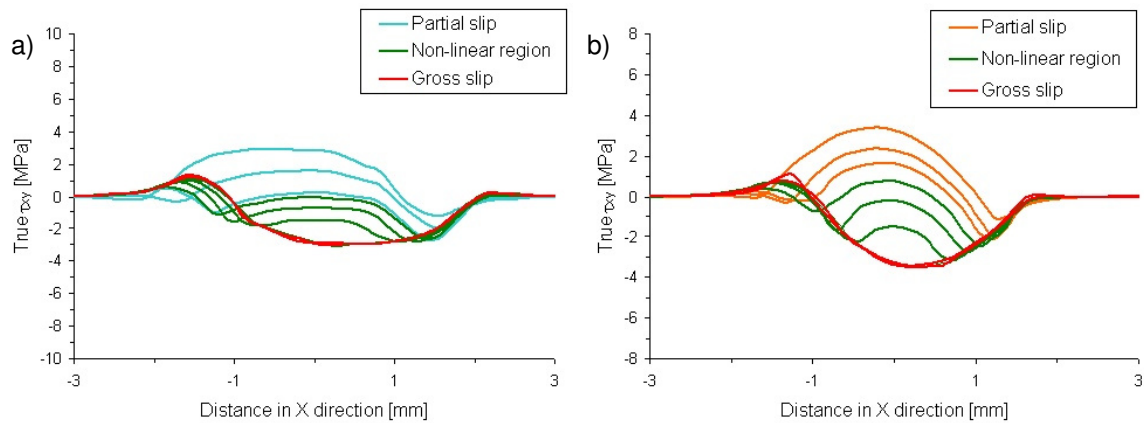 a)
Partial slip
Non-linear region
Gross slip
True τxy [MPa]
10
8
6
4
2
0
-2
-4
-6
-8
-10
-3
-1
1
3
Distance in X direction [mm]
b)
Partial slip
Non-linear region
Gross slip
True τxy [MPa]
8
6
4
2
0
-2
-4
-6
-8
-3
-1
1
3
Distance in X direction [mm]